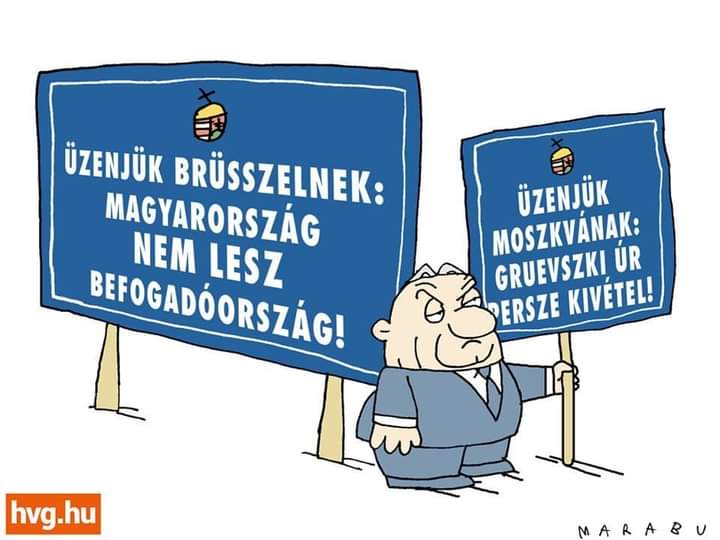 ÜZENJÜK BRÜSSZELNEK:
MAGYARORSZÁG
NEM LESZ
BEFOGADÓORSZÁG!
ÜZENJÜK
MOSZKVÁNAK:
GRUEVSZKI ÚR
PERSZE KIVÉTEL!
hvg.hu
MARABU